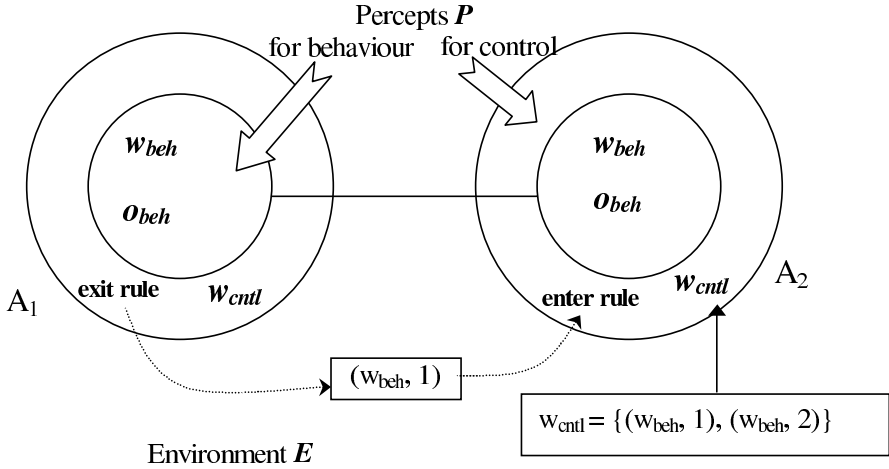 Percepts P
for behaviour for control
w_beh
w_beh
o_beh
o_beh
A_1
exit rule
w_cntl
enter rule
w_cntl
A_2
(w_beh, 1)
w_cntl = {(w_beh, 1), (w_beh, 2)}
Environment E